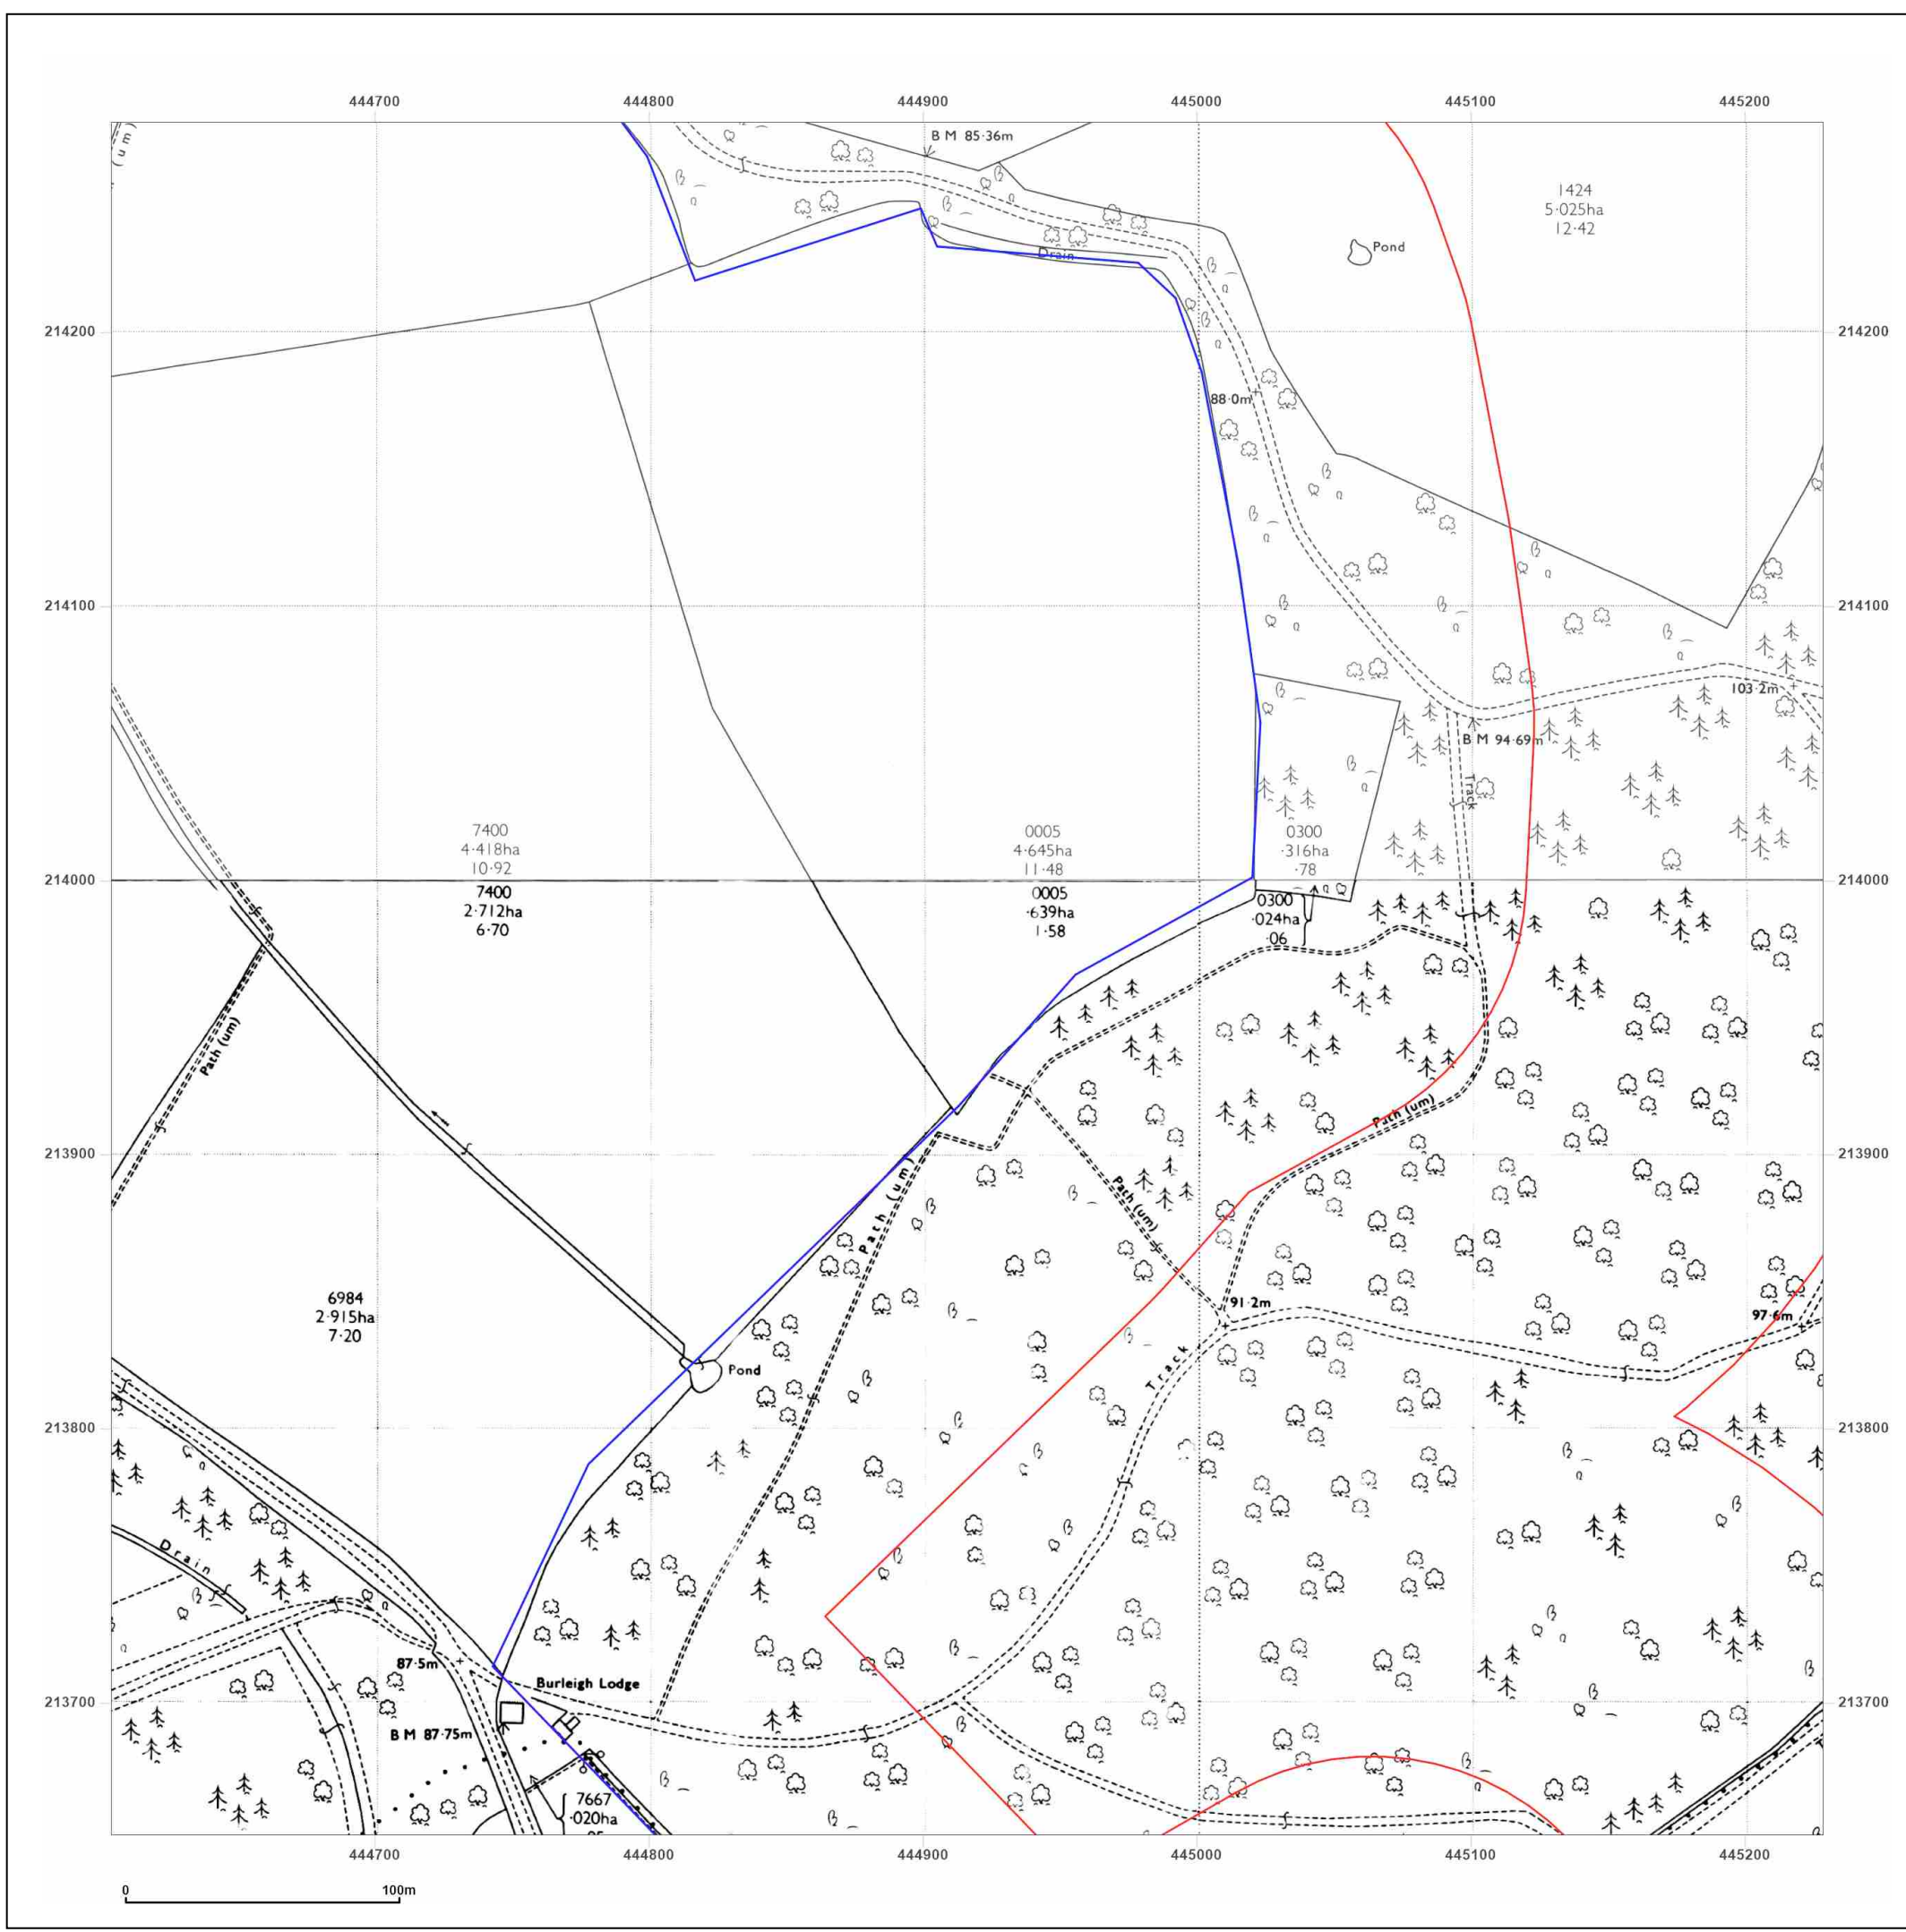 444700 444800 444900 445000 445100 445200
(um)
B M 85·36m
1424
5·025ha
12·42
Pond
Drain
214200 214200
88·0m
214100 214100
103·2m
B M 94·69m
Track
7400
4·418ha
10·92
0005
4·645ha
11·48
0300
·316ha
·78
214000 214000
7400
2·712ha
6·70
0005
·639ha
1·58
0300
·024ha
·06
Path (um)
Path (um)
213900 213900
Path (um)
Path (um)
6984
2·915ha
7·20
91·2m
97·6m
Track
Pond
213800 213800
Drain
87·5m
Burleigh Lodge
213700 213700
B M 87·75m
7667
·020ha
444700 444800 444900 445000 445100 445200
0 100m